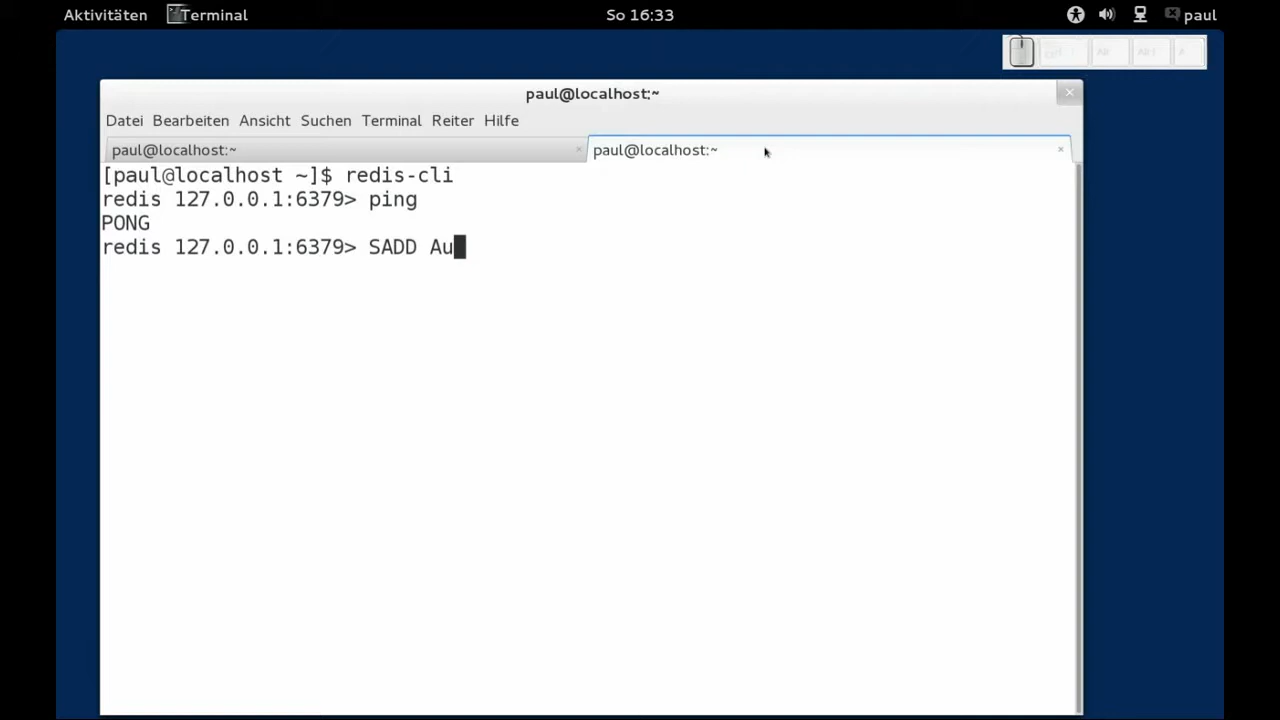 Aktivitäten Terminal So 16:33 paul
paul@localhost:~
Datei Bearbeiten Ansicht Suchen Terminal Reiter Hilfe
paul@localhost:~ × paul@localhost:~ ×
[paul@localhost ~]$ redis-cli
redis 127.0.0.1:6379> ping
PONG
redis 127.0.0.1:6379> SADD Au